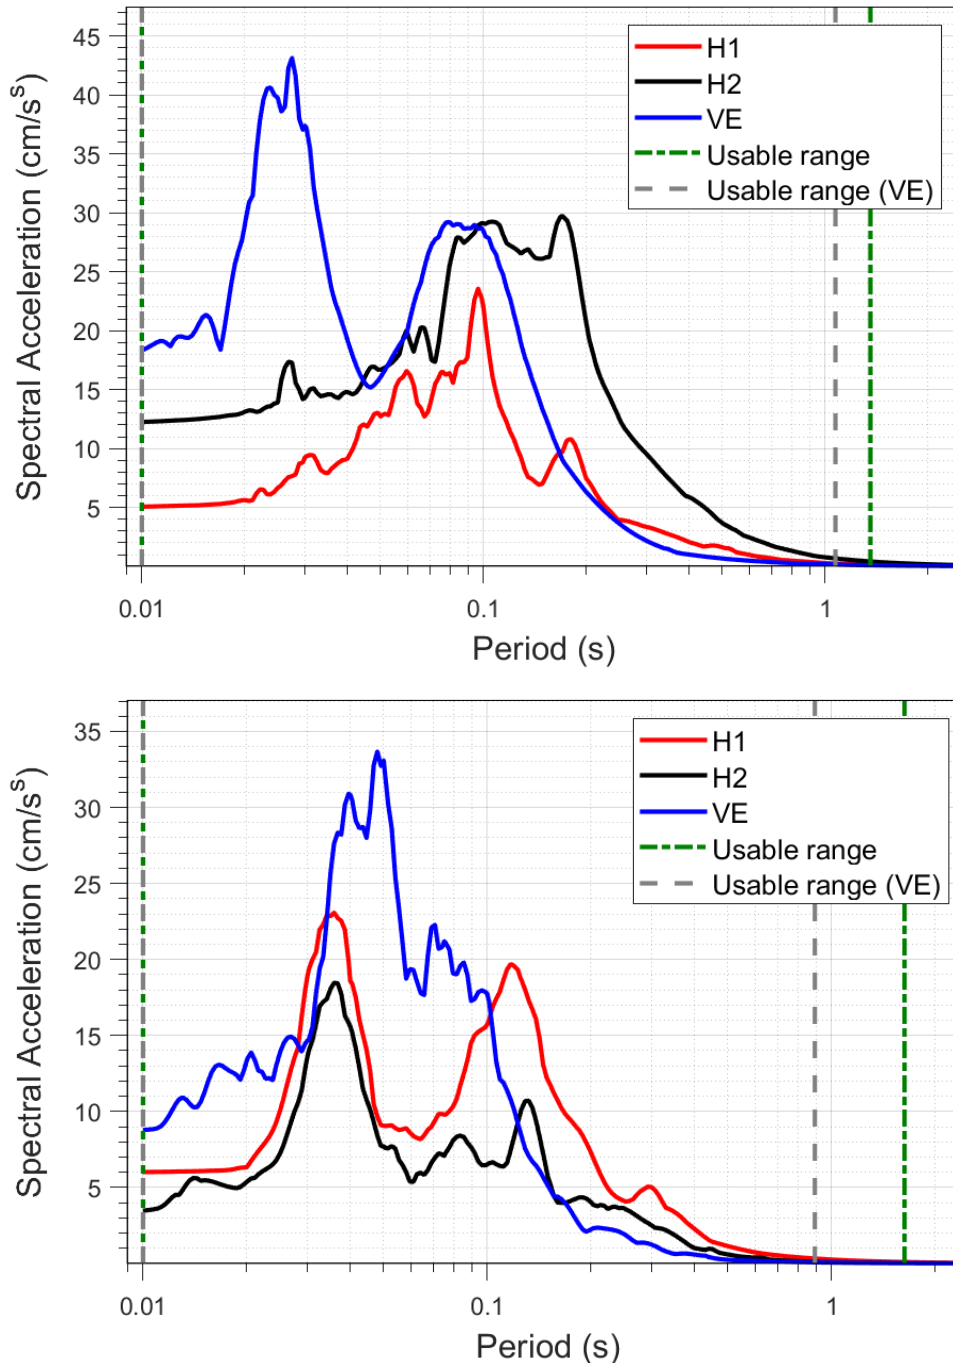 Spectral Acceleration (cm/s^s)
45
40
35
30
25
20
15
10
5
H1
H2
VE
Usable range
Usable range (VE)
0.01
0.1
1
Period (s)
Spectral Acceleration (cm/s^s)
35
30
25
20
15
10
5
H1
H2
VE
Usable range
Usable range (VE)
0.01
0.1
1
Period (s)